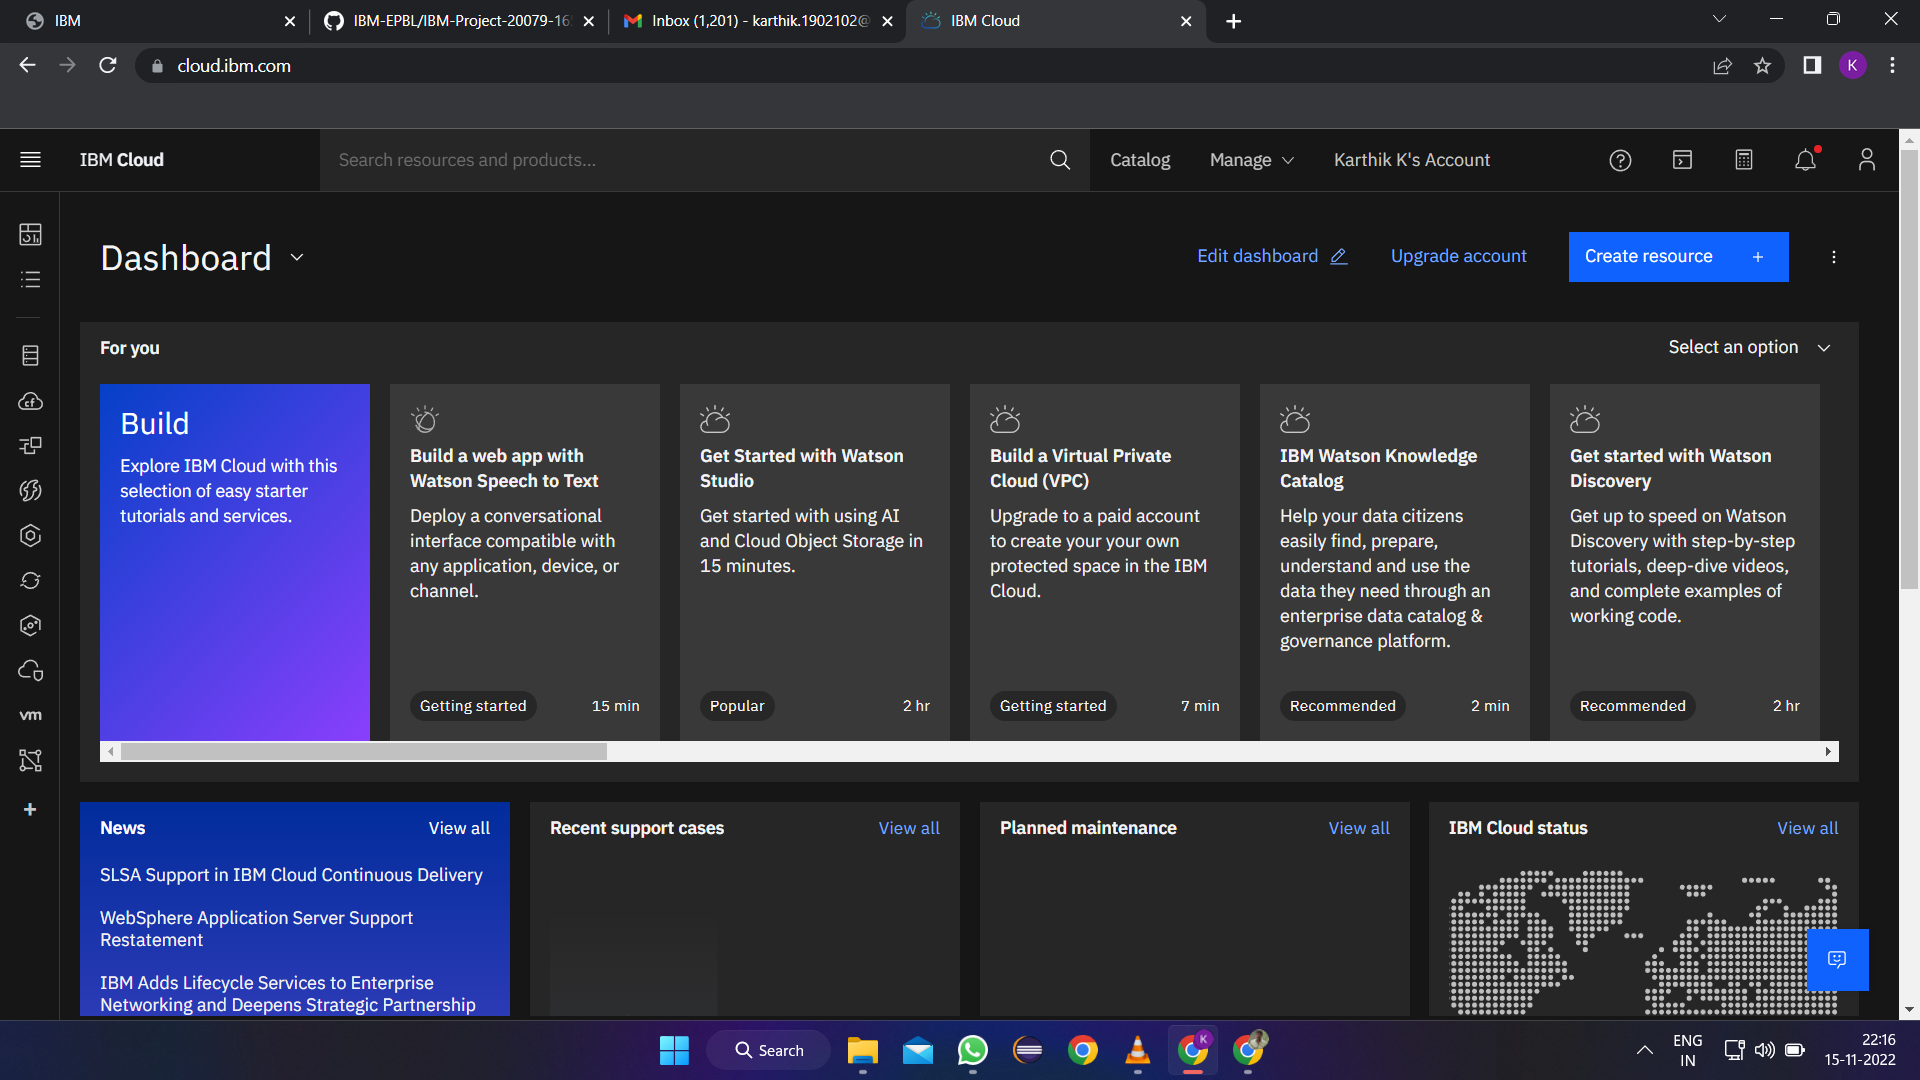 IBM
IBM-EPBL/IBM-Project-20079-16
Inbox (1,201) - karthik.1902102@
IBM Cloud
cloud.ibm.com
K
IBM Cloud
Search resources and products...
Catalog
Manage
Karthik K's Account
Dashboard
Edit dashboard
Upgrade account
Create resource +
For you
Select an option
Build
Explore IBM Cloud with this
selection of easy starter
tutorials and services.
Build a web app with
Watson Speech to Text
Deploy a conversational
interface compatible with
any application, device, or
channel.
Getting started
15 min
Get Started with Watson
Studio
Get started with using AI
and Cloud Object Storage in
15 minutes.
Popular
2 hr
Build a Virtual Private
Cloud (VPC)
Upgrade to a paid account
to create your your own
protected space in the IBM
Cloud.
Getting started
7 min
IBM Watson Knowledge
Catalog
Help your data citizens
easily find, prepare,
understand and use the
data they need through an
enterprise data catalog &
governance platform.
Recommended
2 min
Get started with Watson
Discovery
Get up to speed on Watson
Discovery with step-by-step
tutorials, deep-dive videos,
and complete examples of
working code.
Recommended
2 hr
cf
vm
News
View all
SLSA Support in IBM Cloud Continuous Delivery
WebSphere Application Server Support
Restatement
IBM Adds Lifecycle Services to Enterprise
Networking and Deepens Strategic Partnership
Recent support cases
View all
Planned maintenance
View all
IBM Cloud status
View all
Search
K
ENG
IN
22:16
15-11-2022